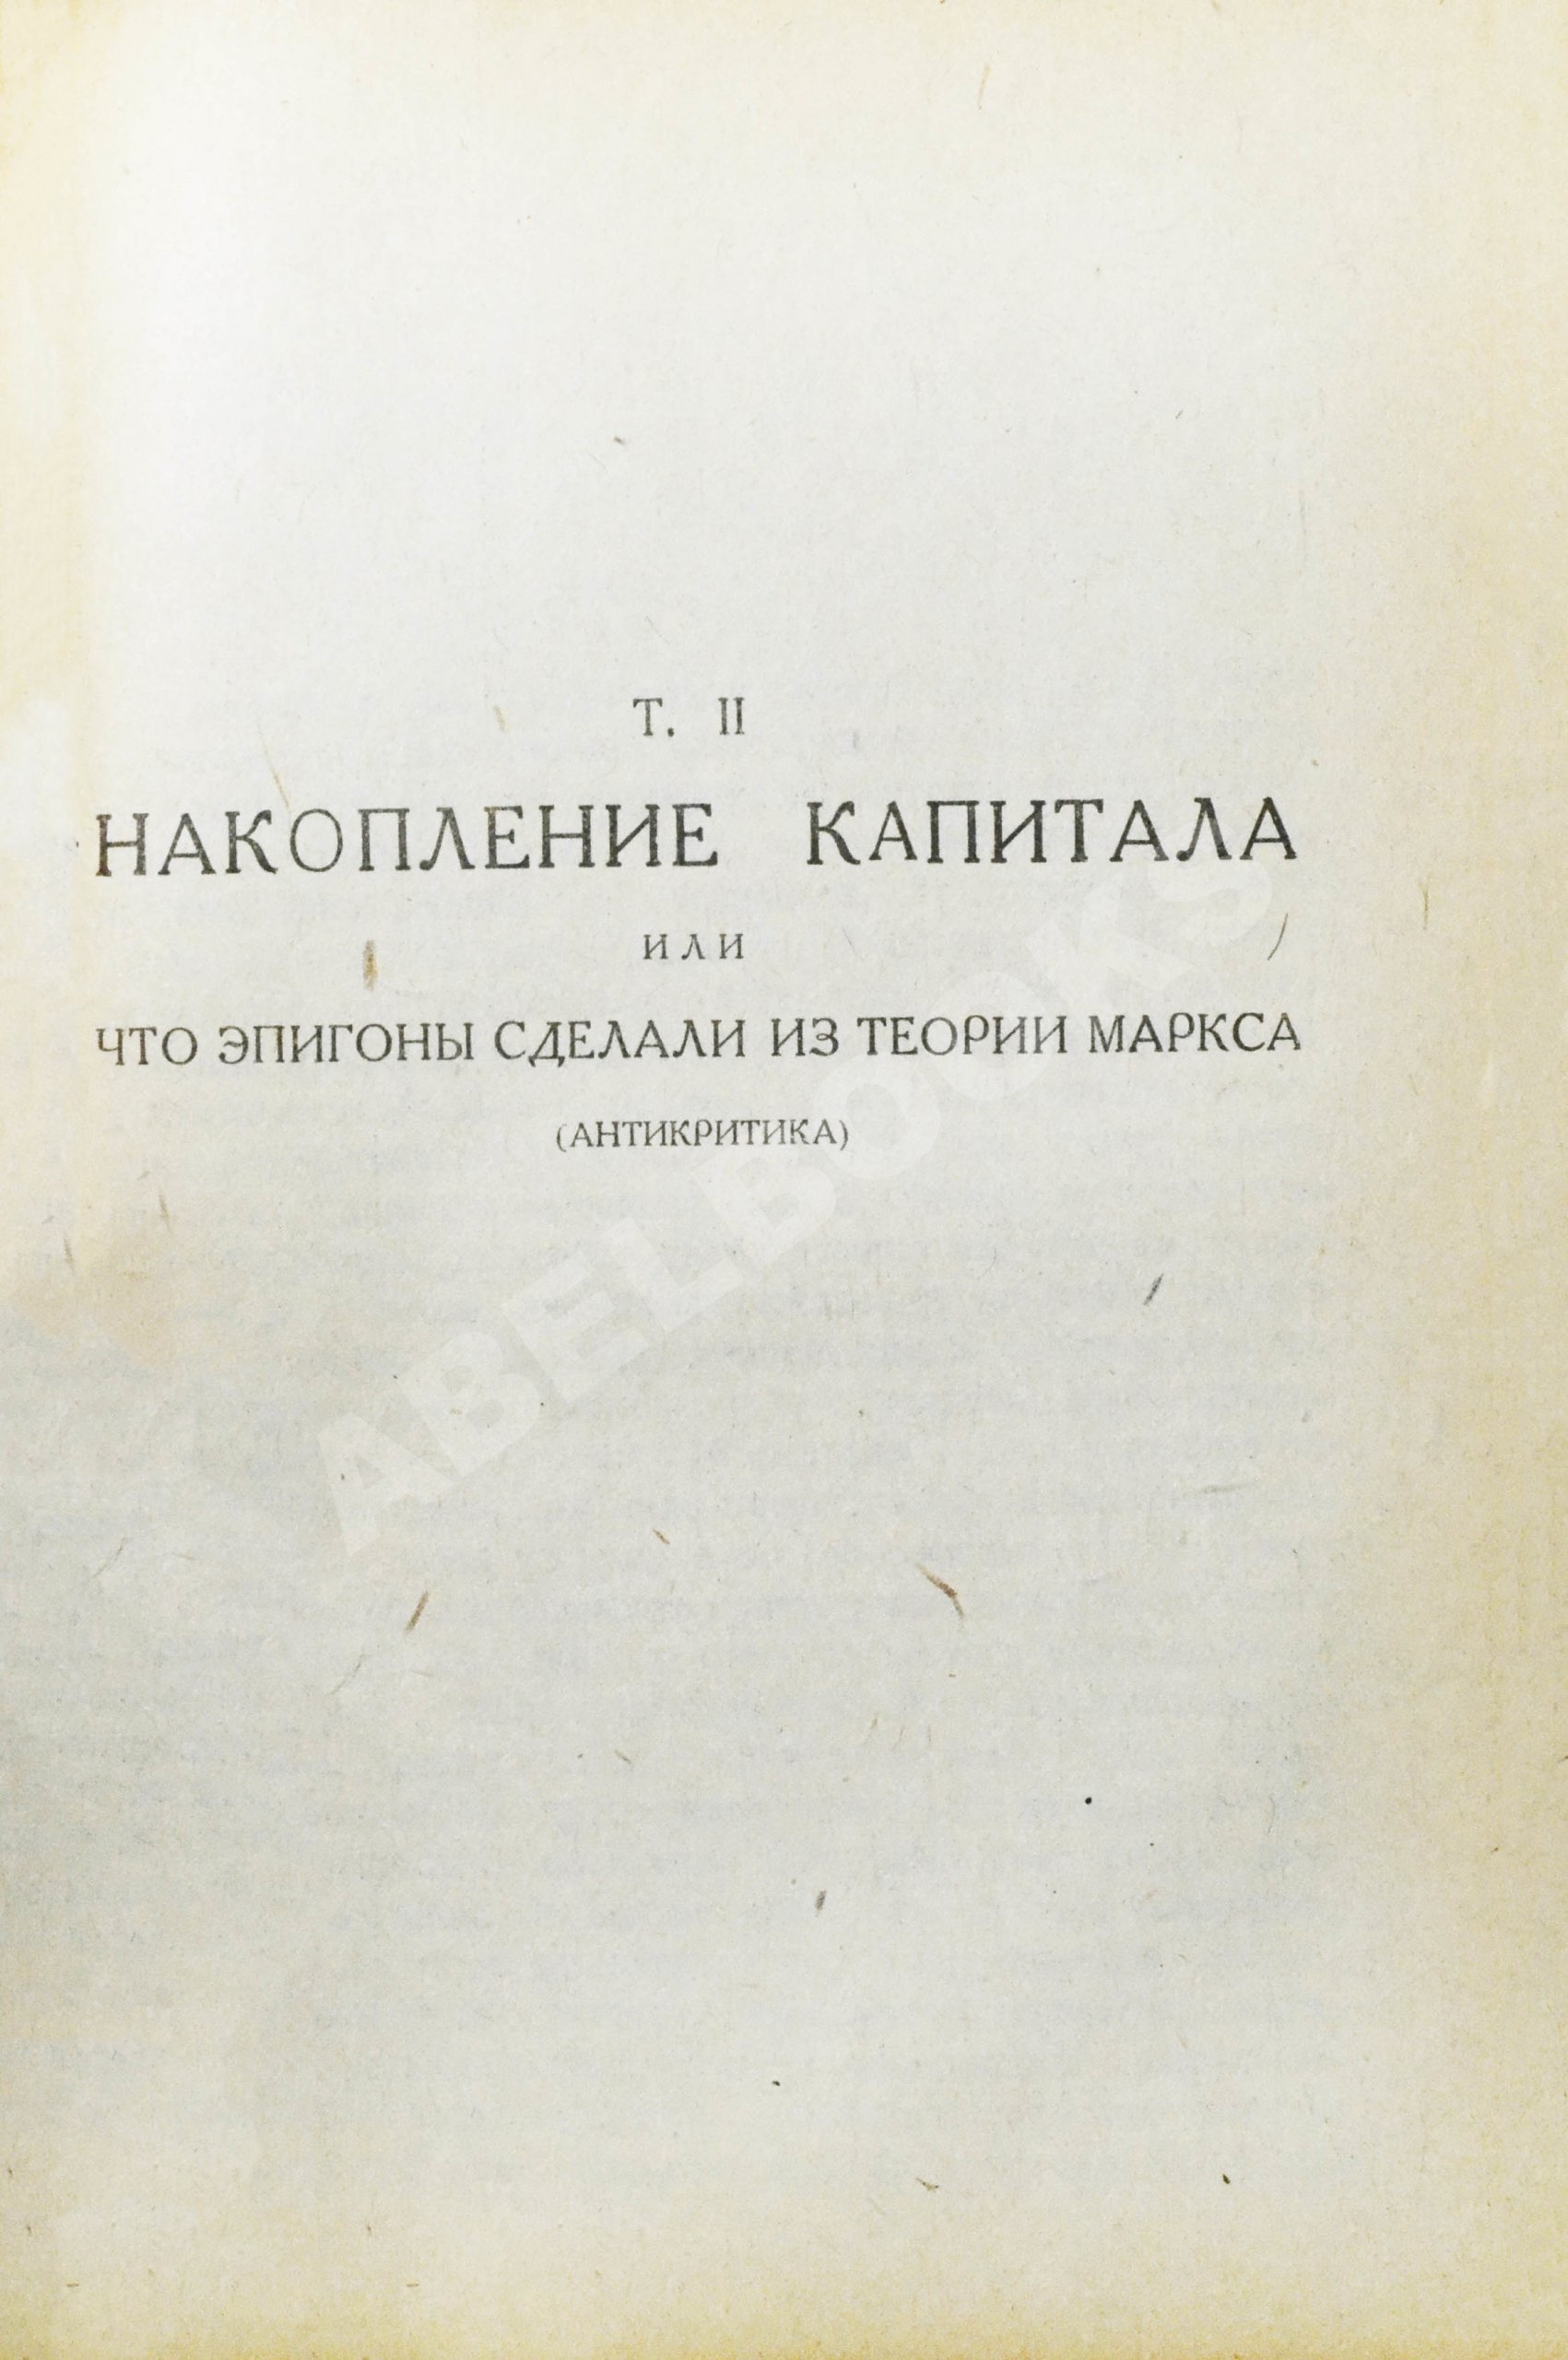 Т. II
НАКОПЛЕНИЕ КАПИТАЛА
ИЛИ
ЧТО ЭПИГОНЫ СДЕЛАЛИ ИЗ ТЕОРИИ МАРКСА
(АНТИКРИТИКА)
ABELBOOKS